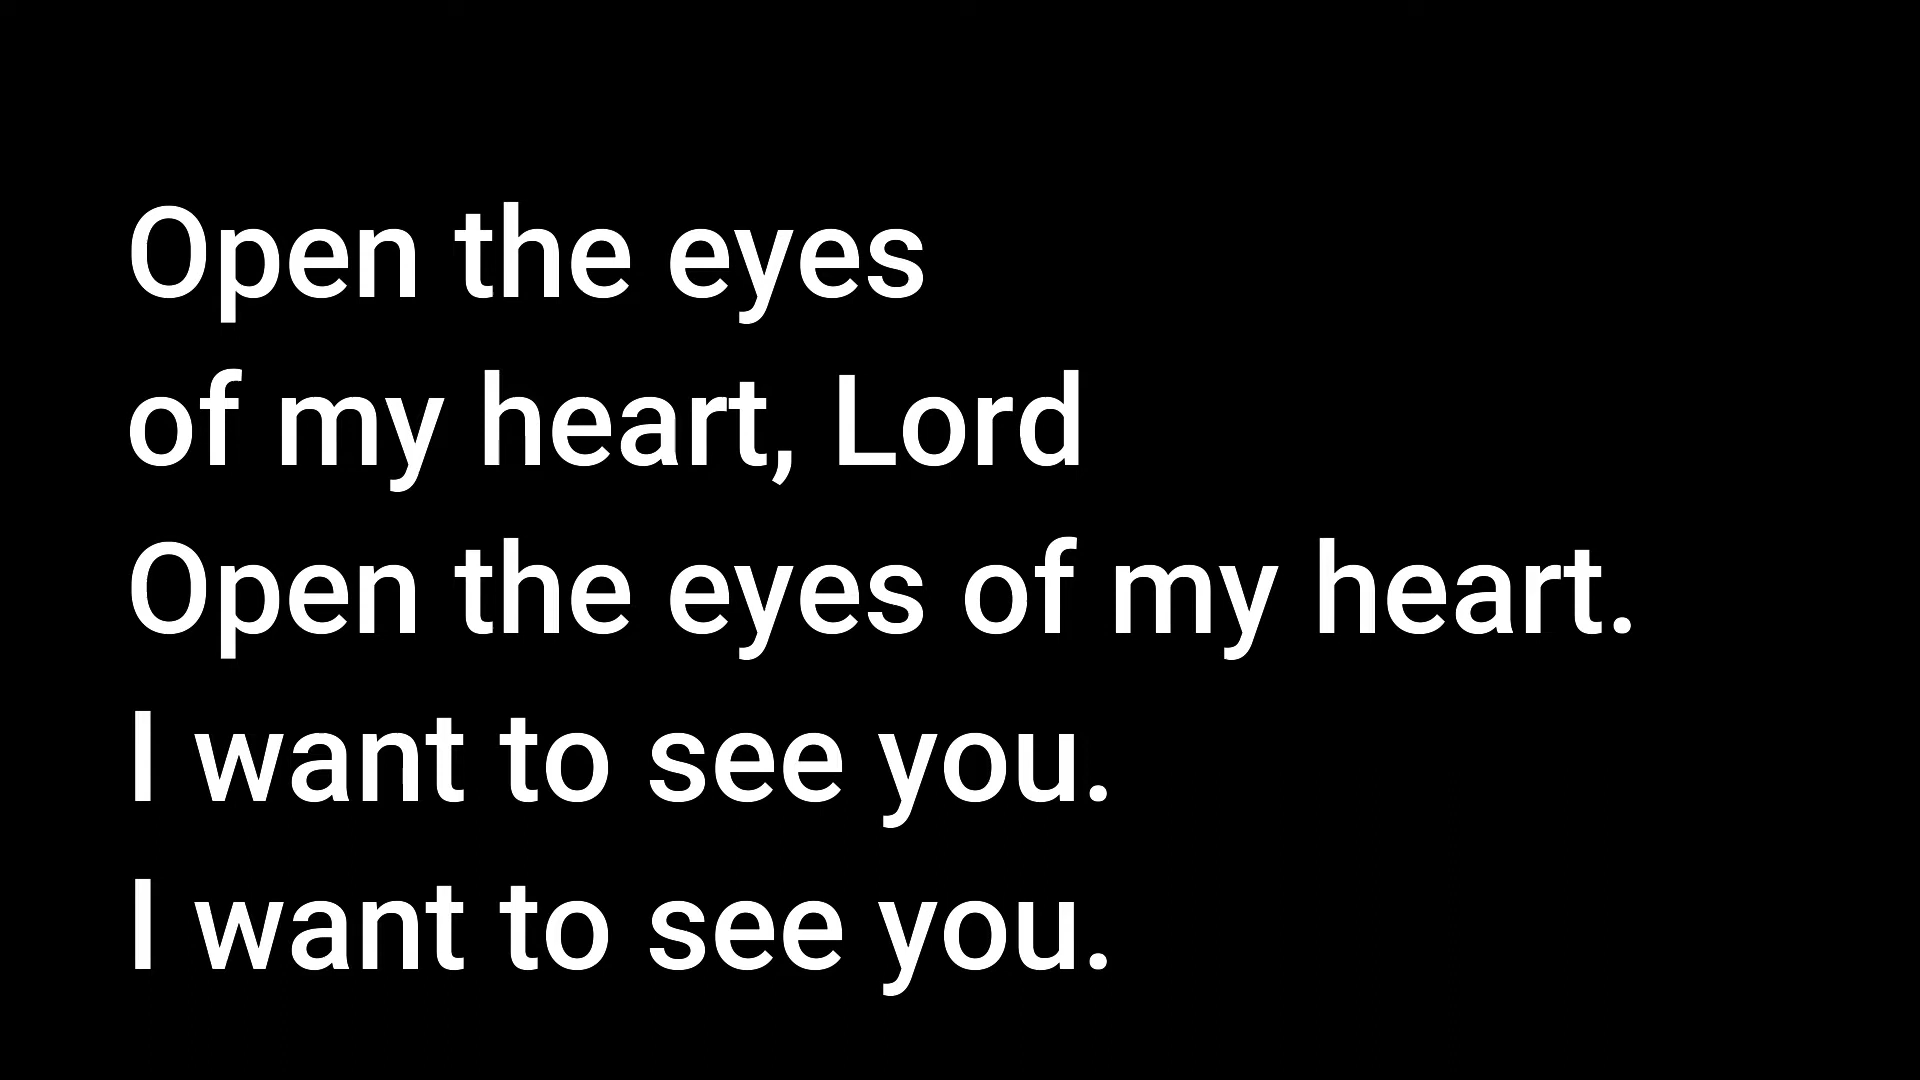 Open the eyes
of my heart, Lord
Open the eyes of my heart.
I want to see you.
I want to see you.